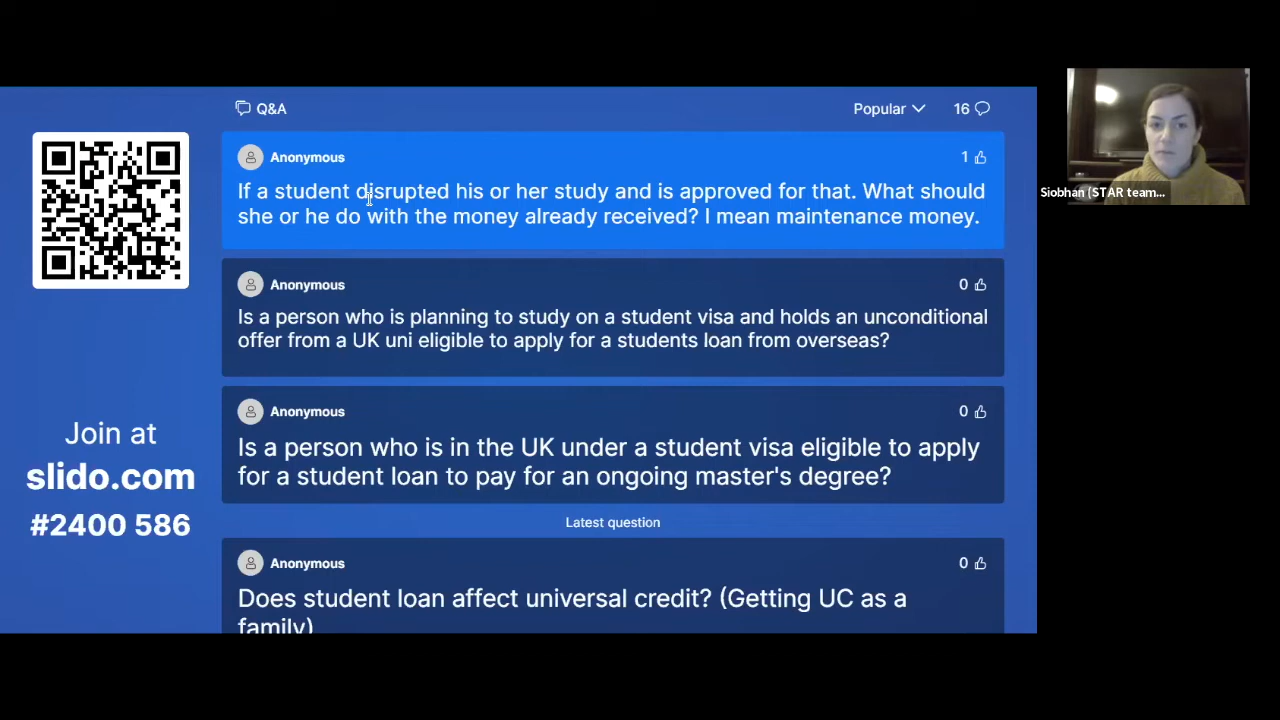 Q&A
Popular
16
Anonymous
1
If a student disrupted his or her study and is approved for that. What should
she or he do with the money already received? I mean maintenance money.
Anonymous
0
Is a person who is planning to study on a student visa and holds an unconditional
offer from a UK uni eligible to apply for a students loan from overseas?
Anonymous
0
Is a person who is in the UK under a student visa eligible to apply
for a student loan to pay for an ongoing master's degree?
Latest question
Anonymous
0
Does student loan affect universal credit? (Getting UC as a
family)
Join at
slido.com
#2400 586
Siobhan (STAR team...